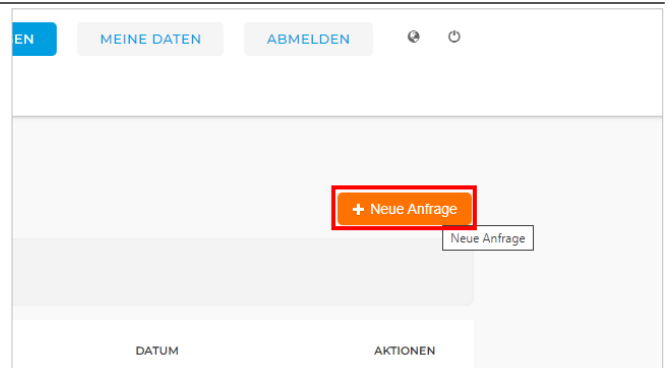 EN MEINE DATEN ABMELDEN
+ Neue Anfrage
Neue Anfrage
DATUM AKTIONEN